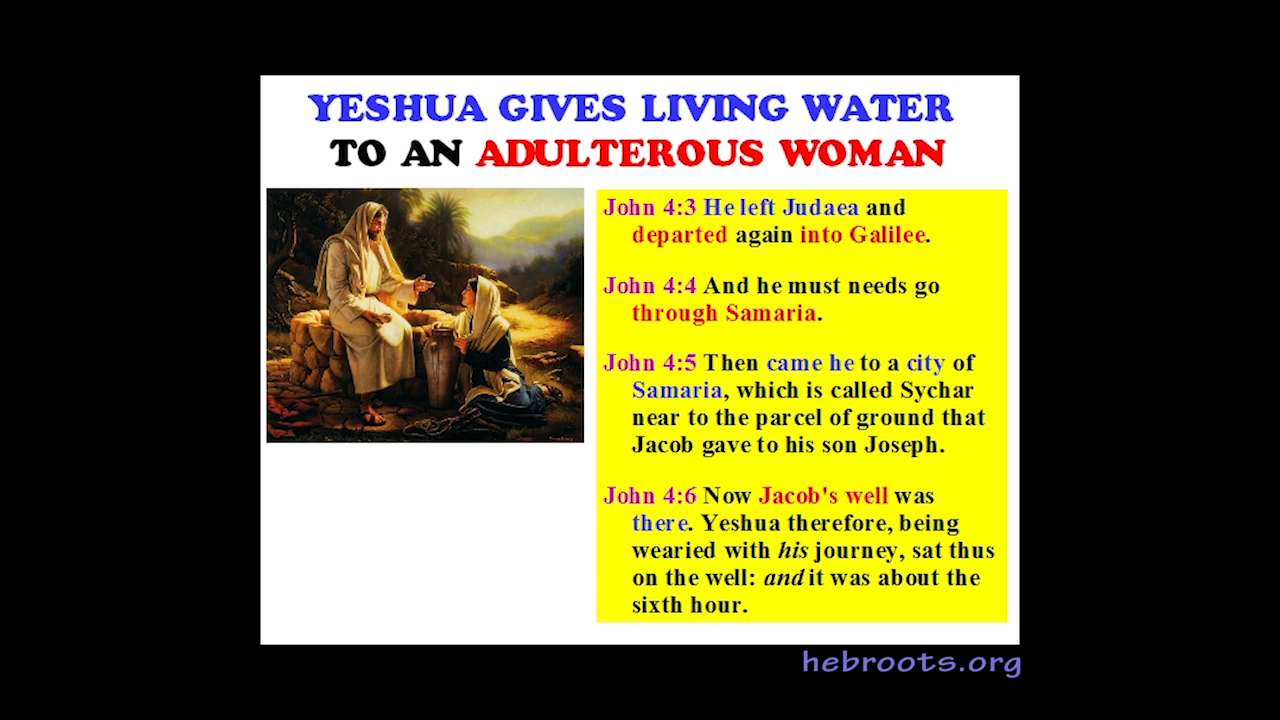 YESHUA GIVES LIVING WATER
TO AN ADULTEROUS WOMAN
John 4:3 He left Judaea and
departed again into Galilee.
John 4:4 And he must needs go
through Samaria.
John 4:5 Then came he to a city of
Samaria, which is called Sychar
near to the parcel of ground that
Jacob gave to his son Joseph.
John 4:6 Now Jacob's well was
there. Yeshua therefore, being
wearied with his journey, sat thus
on the well: and it was about the
sixth hour.
hebroots.org